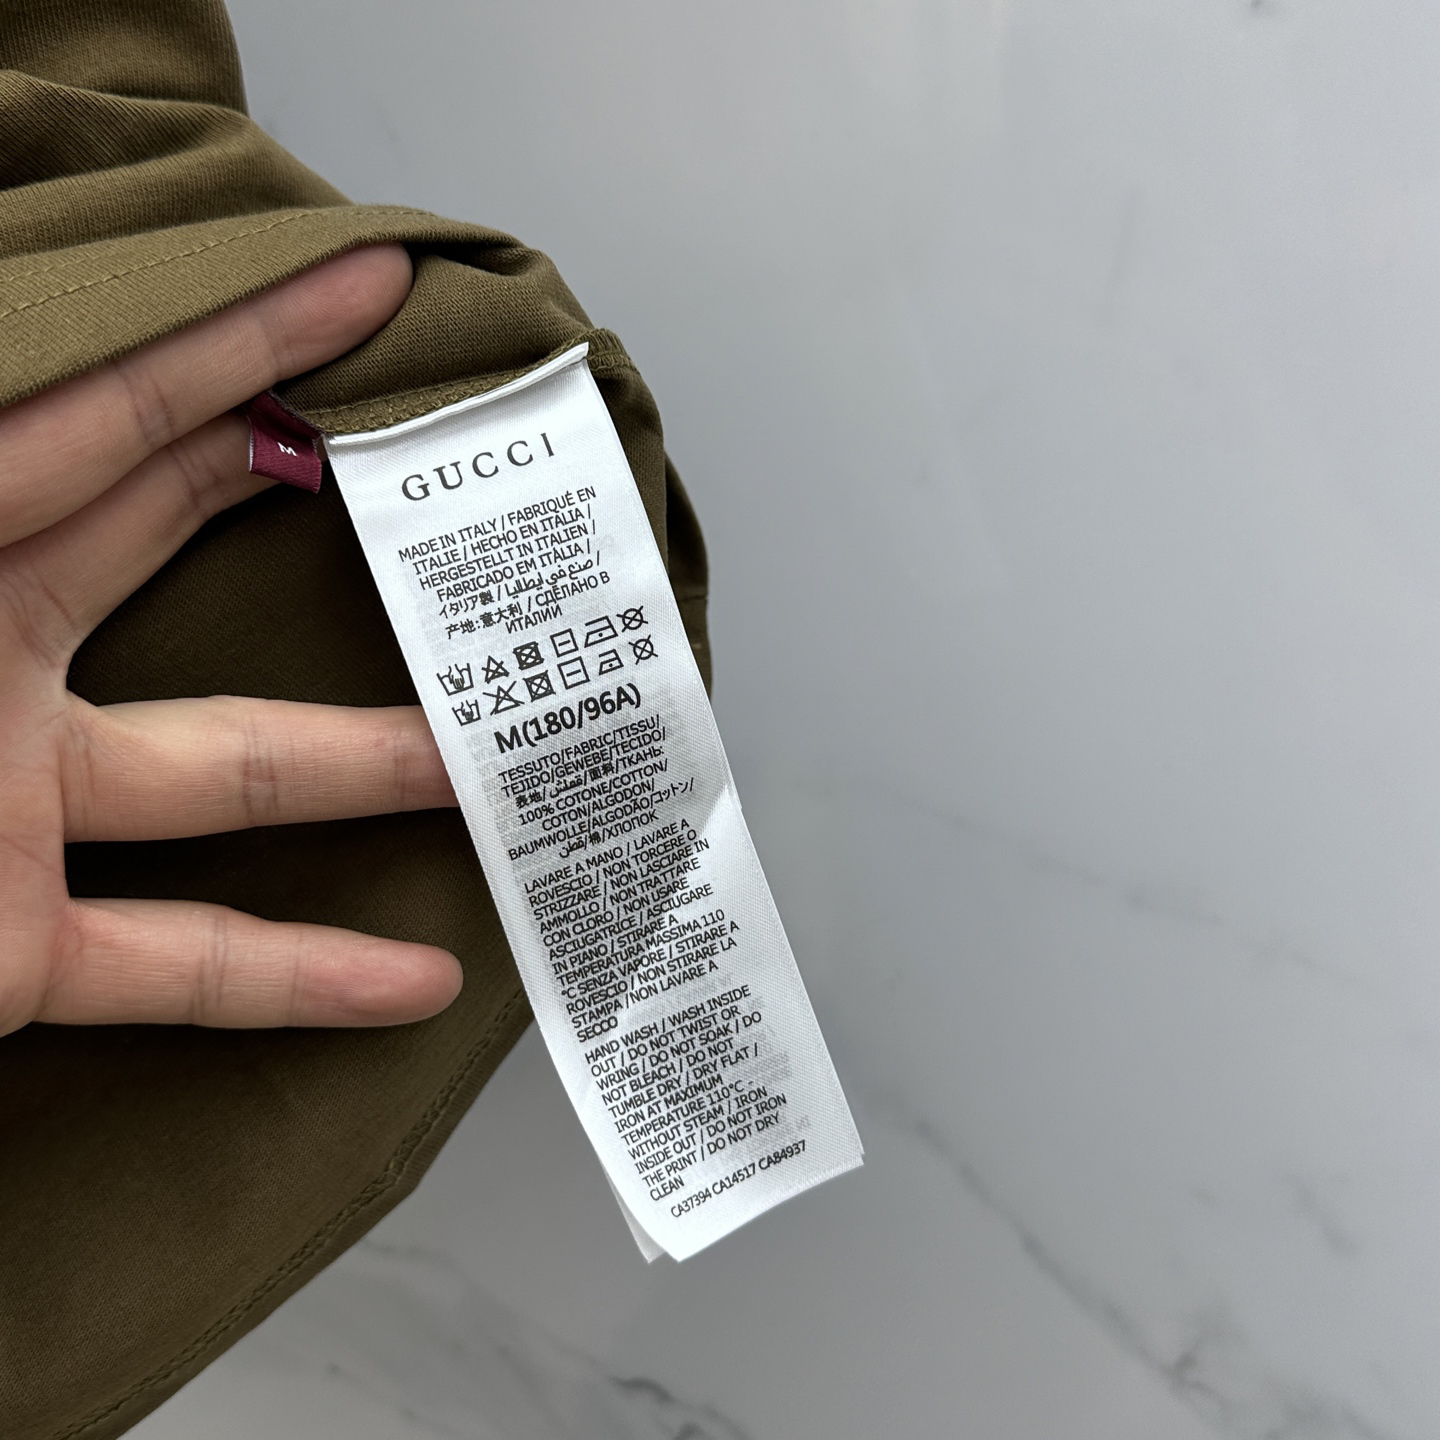 M
GUCCI
MADE IN ITALY / FABRIQUÉ EN
ITALIE / HECHO EN ITALIA /
HERGESTELLT IN ITALIEN /
FABRICADO EM ITALIA /
イタリア製 / صنع في إيطاليا /
产地:意大利 / СДЕЛАНО В
ИТАЛИИ
M(180/96A)
TESSUTO/FABRIC/TISSU/
TEJIDO/GEWEBE/TECIDO/
表地/قماش/面料/ТКАНЬ:
100% COTONE/COTTON/
COTON/ALGODON/
BAUMWOLLE/ALGODÃO/コットン/
قطن/棉/ХЛОПОК
LAVARE A MANO / LAVARE A
ROVESCIO / NON TORCERE O
STRIZZARE / NON LASCIARE IN
AMMOLLO / NON TRATTARE
CON CLORO / NON USARE
ASCIUGATRICE / ASCIUGARE
IN PIANO / STIRARE A
TEMPERATURA MASSIMA 110
°C SENZA VAPORE / STIRARE A
ROVESCIO / NON STIRARE LA
STAMPA / NON LAVARE A
SECCO
HAND WASH / WASH INSIDE
OUT / DO NOT TWIST OR
WRING / DO NOT SOAK / DO
NOT BLEACH / DO NOT
TUMBLE DRY / DRY FLAT /
IRON AT MAXIMUM
TEMPERATURE 110°C -
WITHOUT STEAM / IRON
INSIDE OUT / DO NOT IRON
THE PRINT / DO NOT DRY
CLEAN
CA37394 CA14517 CA84937